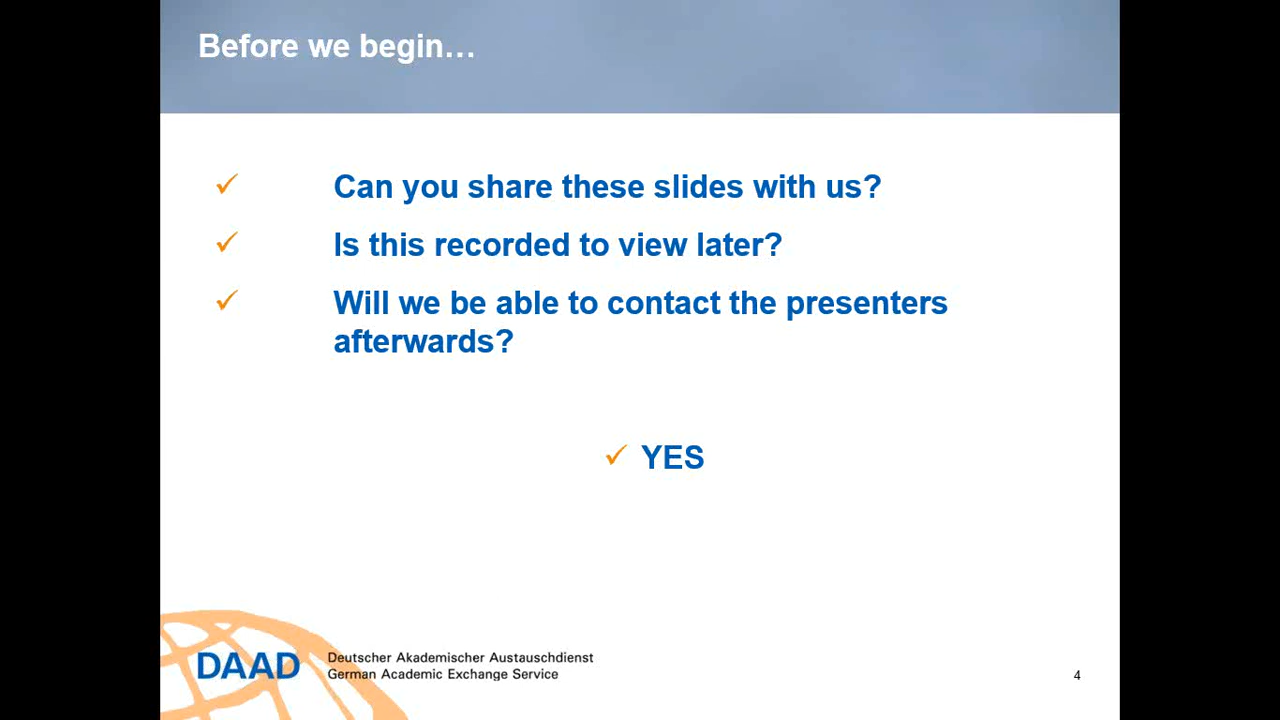 Before we begin…
✓ Can you share these slides with us?
✓ Is this recorded to view later?
✓ Will we be able to contact the presenters
afterwards?
✓ YES
DAAD
Deutscher Akademischer Austauschdienst
German Academic Exchange Service
4